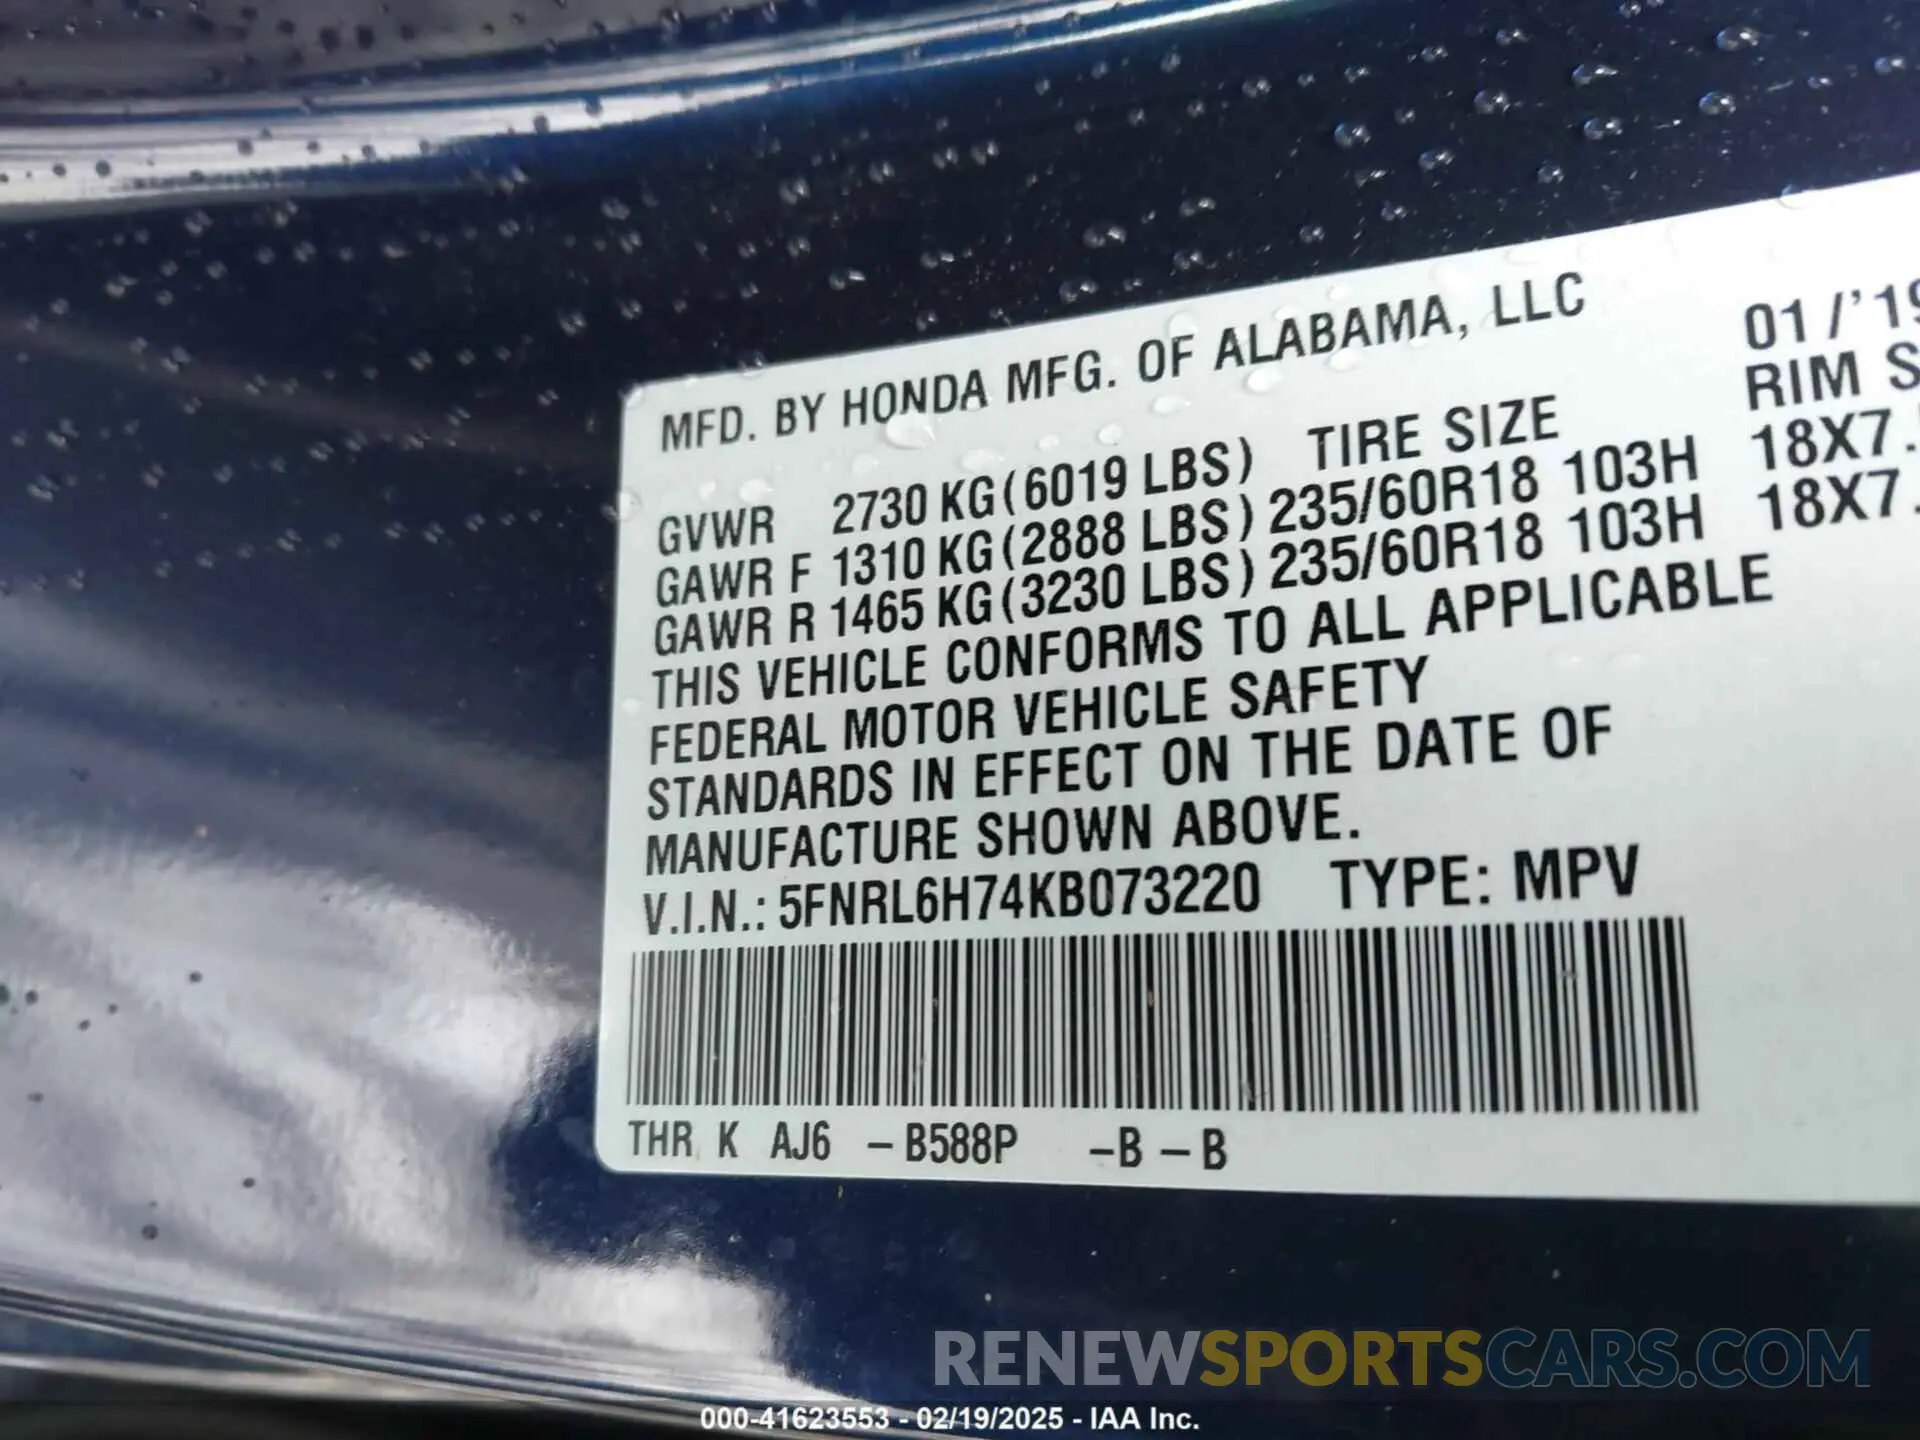 MFD. BY HONDA MFG. OF ALABAMA, LLC 01/'19
GVWR 2730 KG (6019 LBS) TIRE SIZE RIM
GAWR F 1310 KG (2888 LBS) 235/60R18 103H 18X7.
GAWR R 1465 KG (3230 LBS) 235/60R18 103H 18X7.
THIS VEHICLE CONFORMS TO ALL APPLICABLE
FEDERAL MOTOR VEHICLE SAFETY
STANDARDS IN EFFECT ON THE DATE OF
MANUFACTURE SHOWN ABOVE.
V.I.N.: 5FNRL6H74KB073220 TYPE: MPV
THR K AJ6 - B588P - B - B
RENEWSPORTSCARS.COM
000-41623553 - 02/19/2025 - IAA Inc.